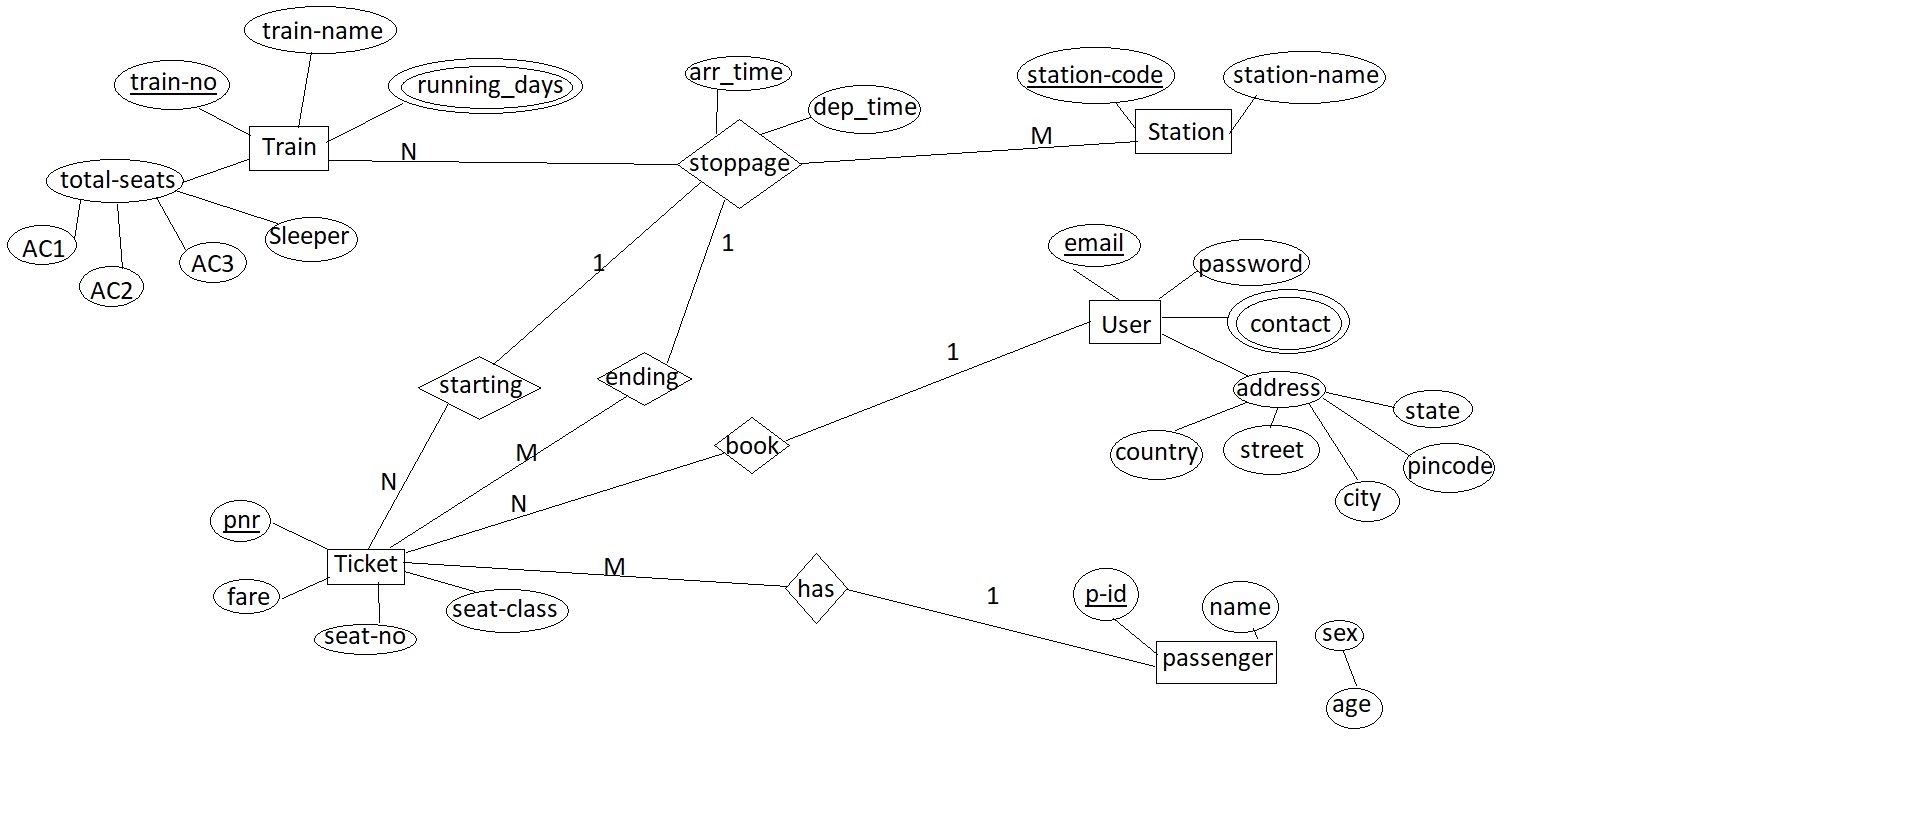 train-name
train-no
running_days
arr_time
dep_time
station-code
station-name
Train
N
stoppage
M
Station
total-seats
AC1
AC2
AC3
Sleeper
1
1
email
password
User
contact
1
address
state
country
street
pincode
city
starting
ending
book
M
N
N
pnr
Ticket
fare
seat-no
seat-class
M
has
1
p-id
name
sex
passenger
age